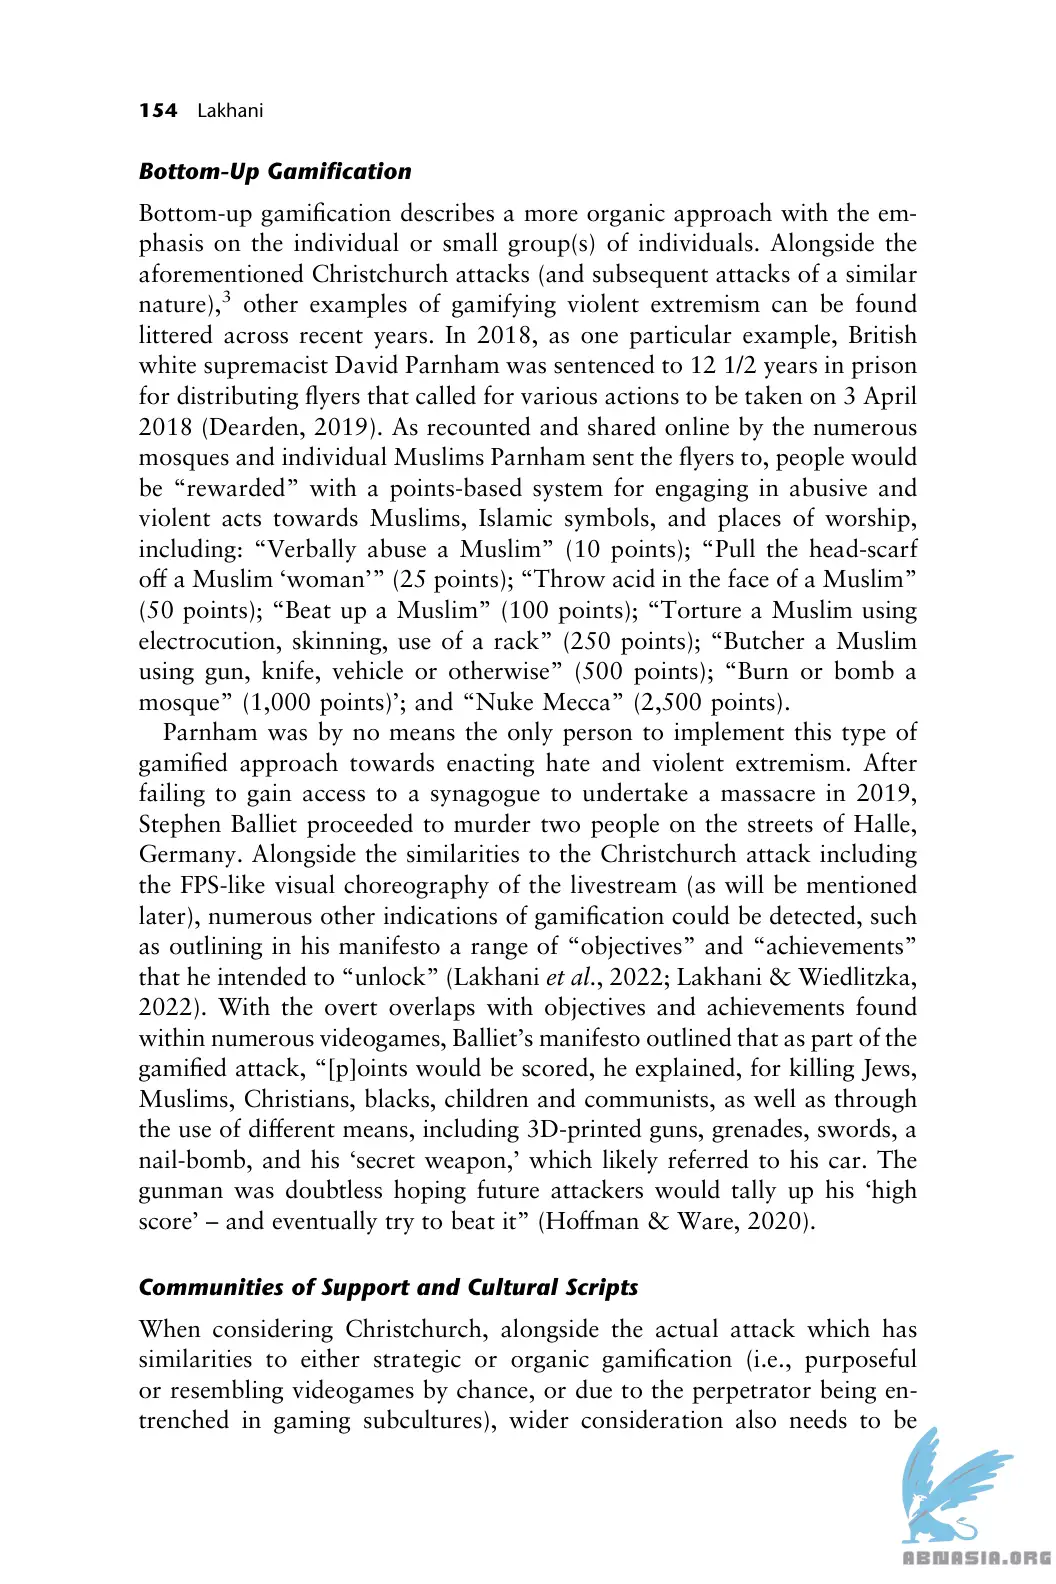 154 Lakhani
Bottom-Up Gamification
Bottom-up gamification describes a more organic approach with the em-
phasis on the individual or small group(s) of individuals. Alongside the
aforementioned Christchurch attacks (and subsequent attacks of a similar
nature),3 other examples of gamifying violent extremism can be found
littered across recent years. In 2018, as one particular example, British
white supremacist David Parnham was sentenced to 12 1/2 years in prison
for distributing flyers that called for various actions to be taken on 3 April
2018 (Dearden, 2019). As recounted and shared online by the numerous
mosques and individual Muslims Parnham sent the flyers to, people would
be “rewarded” with a points-based system for engaging in abusive and
violent acts towards Muslims, Islamic symbols, and places of worship,
including: “Verbally abuse a Muslim” (10 points); “Pull the head-scarf
off a Muslim ‘woman’” (25 points); “Throw acid in the face of a Muslim”
(50 points); “Beat up a Muslim” (100 points); “Torture a Muslim using
electrocution, skinning, use of a rack” (250 points); “Butcher a Muslim
using gun, knife, vehicle or otherwise” (500 points); “Burn or bomb a
mosque” (1,000 points)’; and “Nuke Mecca” (2,500 points).
Parnham was by no means the only person to implement this type of
gamified approach towards enacting hate and violent extremism. After
failing to gain access to a synagogue to undertake a massacre in 2019,
Stephen Balliet proceeded to murder two people on the streets of Halle,
Germany. Alongside the similarities to the Christchurch attack including
the FPS-like visual choreography of the livestream (as will be mentioned
later), numerous other indications of gamification could be detected, such
as outlining in his manifesto a range of “objectives” and “achievements”
that he intended to “unlock” (Lakhani et al., 2022; Lakhani & Wiedlitzka,
2022). With the overt overlaps with objectives and achievements found
within numerous videogames, Balliet’s manifesto outlined that as part of the
gamified attack, “[p]oints would be scored, he explained, for killing Jews,
Muslims, Christians, blacks, children and communists, as well as through
the use of different means, including 3D-printed guns, grenades, swords, a
nail-bomb, and his ‘secret weapon,’ which likely referred to his car. The
gunman was doubtless hoping future attackers would tally up his ‘high
score’ – and eventually try to beat it” (Hoffman & Ware, 2020).
Communities of Support and Cultural Scripts
When considering Christchurch, alongside the actual attack which has
similarities to either strategic or organic gamification (i.e., purposeful
or resembling videogames by chance, or due to the perpetrator being en-
trenched in gaming subcultures), wider consideration also needs to be
ABNASIA.ORG